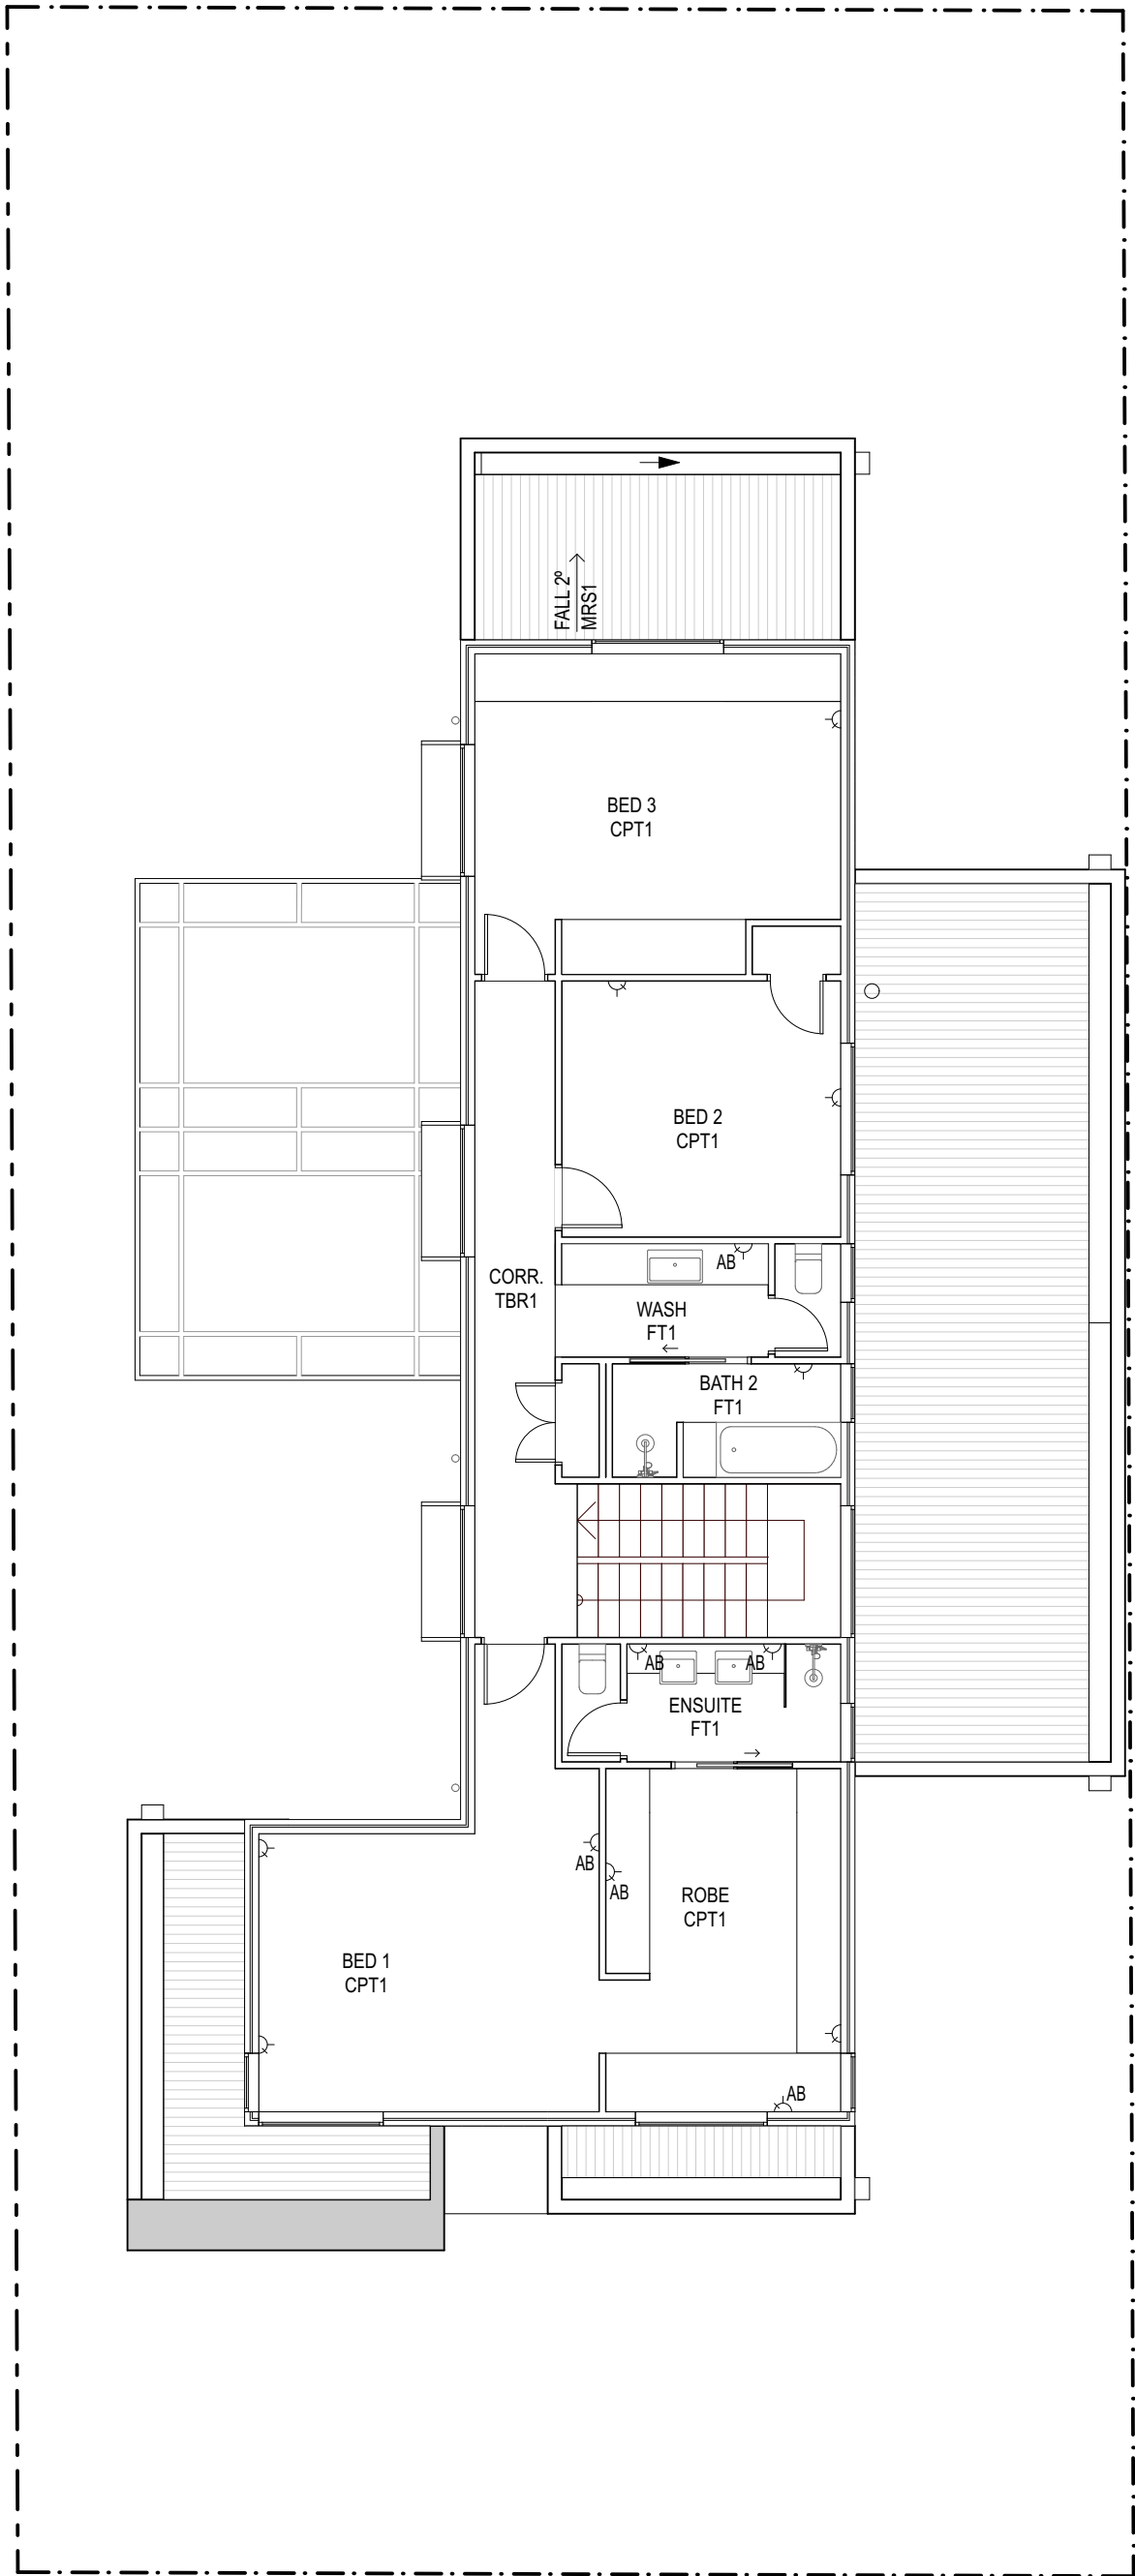 FALL 2º
MRS1
BED 3
CPT1
BED 2
CPT1
AB
CORR.
TBR1
WASH
FT1
BATH 2
FT1
AB
AB
ENSUITE
FT1
AB
AB
ROBE
CPT1
BED 1
CPT1
AB